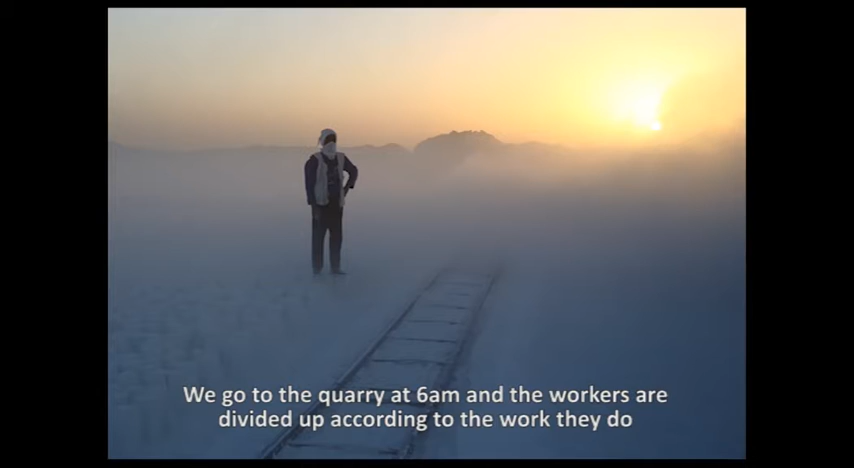 We go to the quarry at 6am and the workers are
divided up according to the work they do